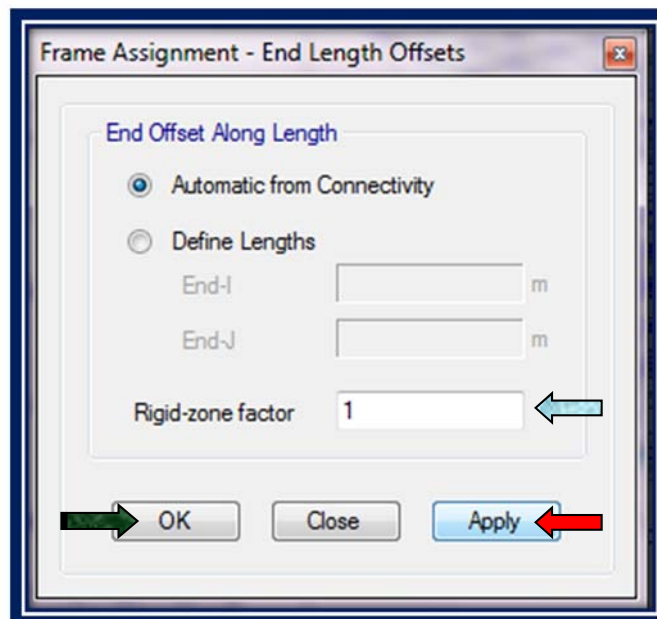 Frame Assignment - End Length Offsets
End Offset Along Length
Automatic from Connectivity
Define Lengths
End-I m
End-J m
Rigid-zone factor 1
OK Close Apply